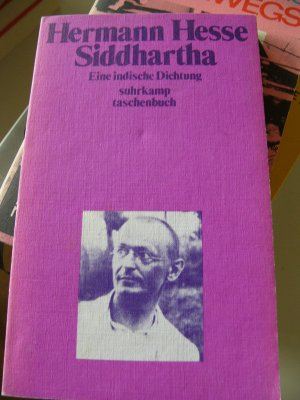 Hermann Hesse
Siddhartha
Eine indische Dichtung
suhrkamp
taschenbuch
WEGS